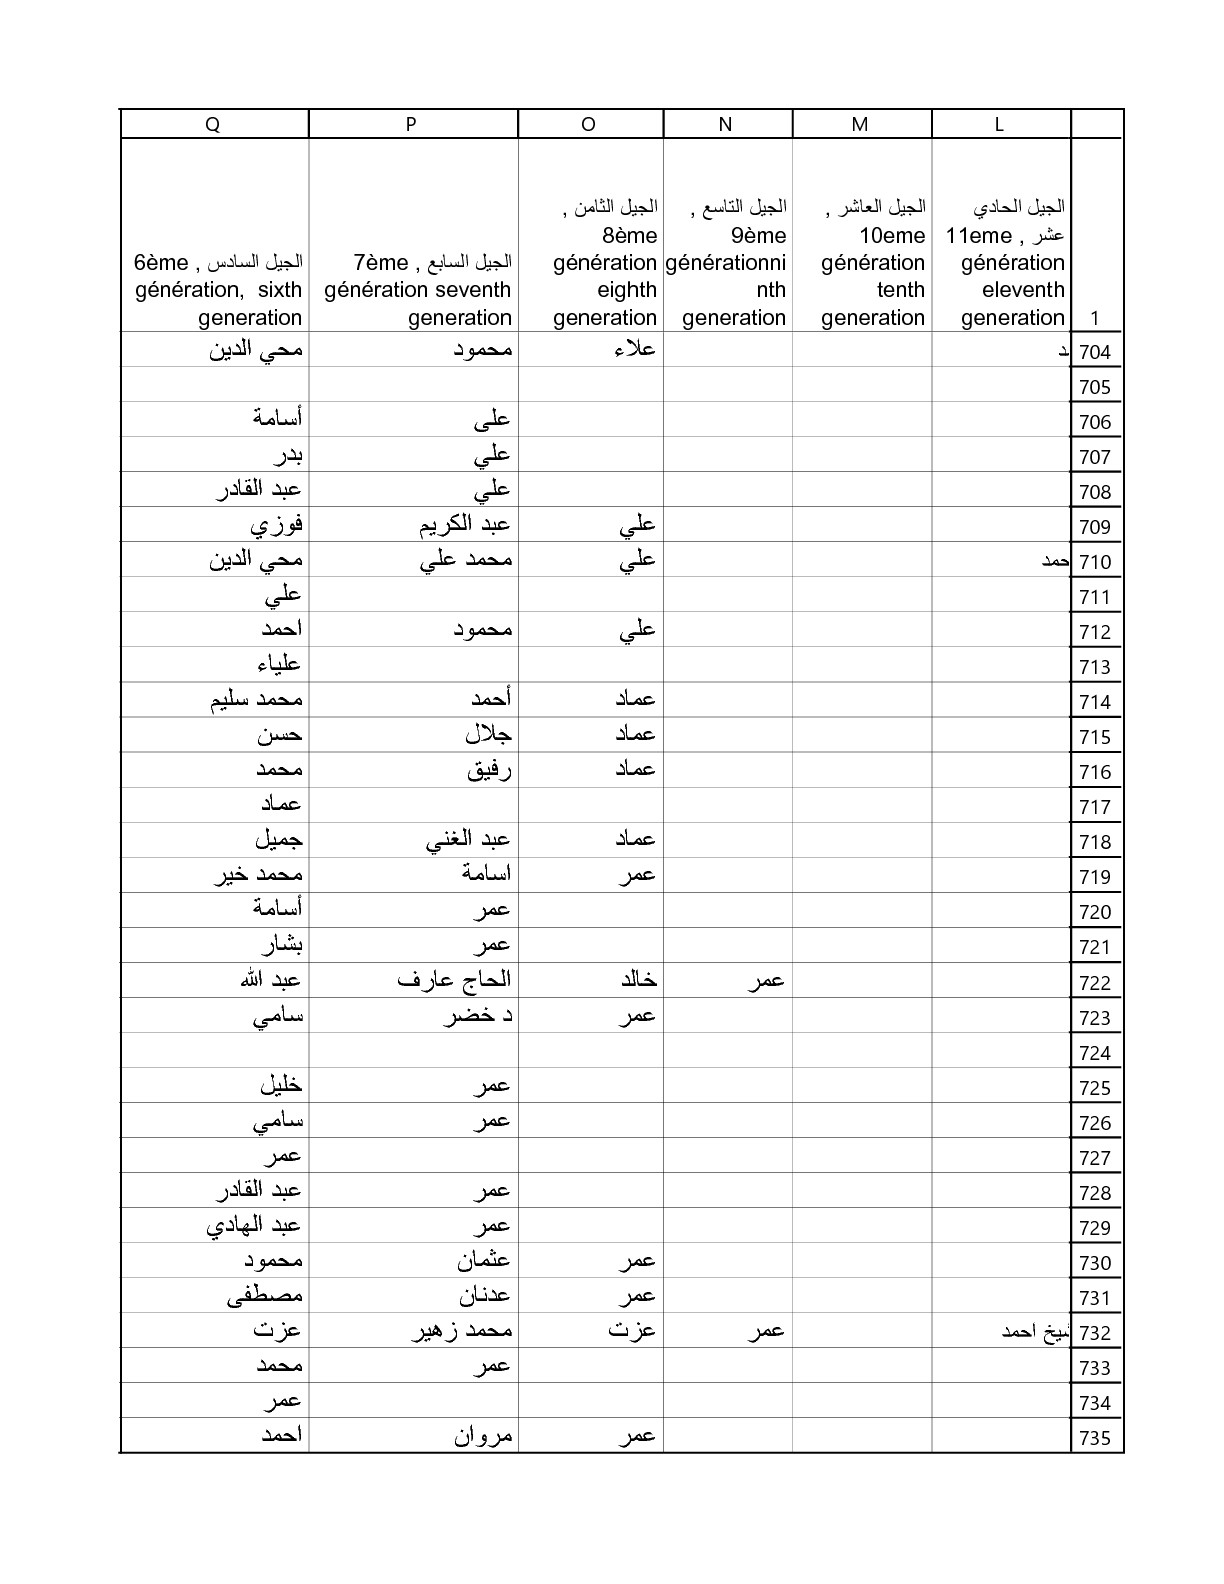 L M N O P Q
1 الجيل الحادي عشر , 11eme génération eleventh generation الجيل العاشر , 10eme génération tenth generation الجيل التاسع , 9ème générationni nth generation الجيل الثامن , 8ème génération eighth generation الجيل السابع , 7ème génération seventh generation الجيل السادس , 6ème génération, sixth generation
704 د علاء محمود محي الدين
705
706 على أسامة
707 علي بدر
708 علي عبد القادر
709 علي عبد الكريم فوزي
710 حمد علي محمد علي محي الدين
711 علي
712 علي محمود احمد
713 علياء
714 عماد أحمد محمد سليم
715 عماد جلال حسن
716 عماد رفيق محمد
717 عماد
718 عماد عبد الغني جميل
719 عمر اسامة محمد خير
720 عمر أسامة
721 عمر بشار
722 عمر خالد الحاج عارف عبد الله
723 عمر د خضر سامي
724
725 عمر خليل
726 عمر سامي
727 عمر
728 عمر عبد القادر
729 عمر عبد الهادي
730 عمر عثمان محمود
731 عمر عدنان مصطفى
732 احمد عمر عزت محمد زهير عزت
733 عمر محمد
734 عمر
735 عمر مروان احمد